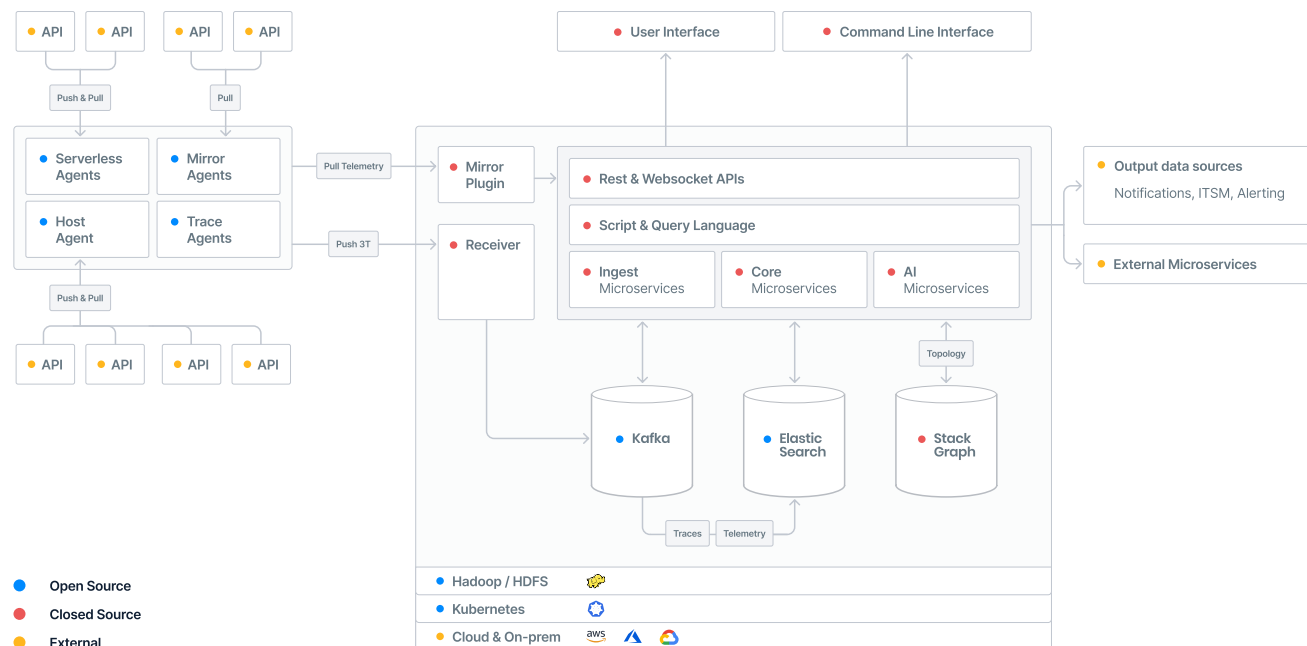 API
API
API
API
User Interface
Command Line Interface
Push & Pull
Pull
Serverless
Agents
Mirror
Agents
Host
Agent
Trace
Agents
Pull Telemetry
Push 3T
Mirror
Plugin
Receiver
Rest & Websocket APIs
Script & Query Language
Ingest
Microservices
Core
Microservices
AI
Microservices
Output data sources
Notifications, ITSM, Alerting
External Microservices
Push & Pull
API
API
API
API
Topology
Kafka
Elastic
Search
Stack
Graph
Traces
Telemetry
Hadoop / HDFS
Kubernetes
Cloud & On-prem
aws
Open Source
Closed Source
External